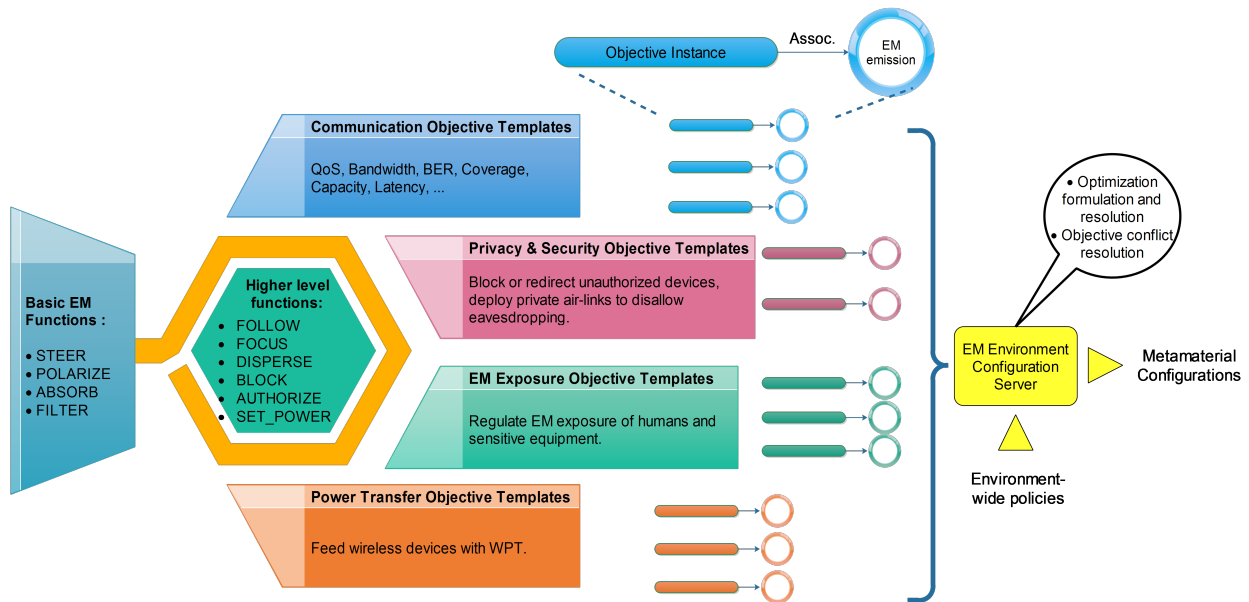 Objective Instance
Assoc.
EM
emission
Communication Objective Templates
QoS, Bandwidth, BER, Coverage,
Capacity, Latency, ...
• Optimization
formulation and
resolution
• Objective conflict
resolution
Basic EM
Functions :
• STEER
• POLARIZE
• ABSORB
• FILTER
Higher level
functions:
• FOLLOW
• FOCUS
• DISPERSE
• BLOCK
• AUTHORIZE
• SET_POWER
Privacy & Security Objective Templates
Block or redirect unauthorized devices,
deploy private air-links to disallow
eavesdropping.
EM Exposure Objective Templates
Regulate EM exposure of humans and
sensitive equipment.
Power Transfer Objective Templates
Feed wireless devices with WPT.
EM Environment
Configuration
Server
Metamaterial
Configurations
Environment-
wide policies